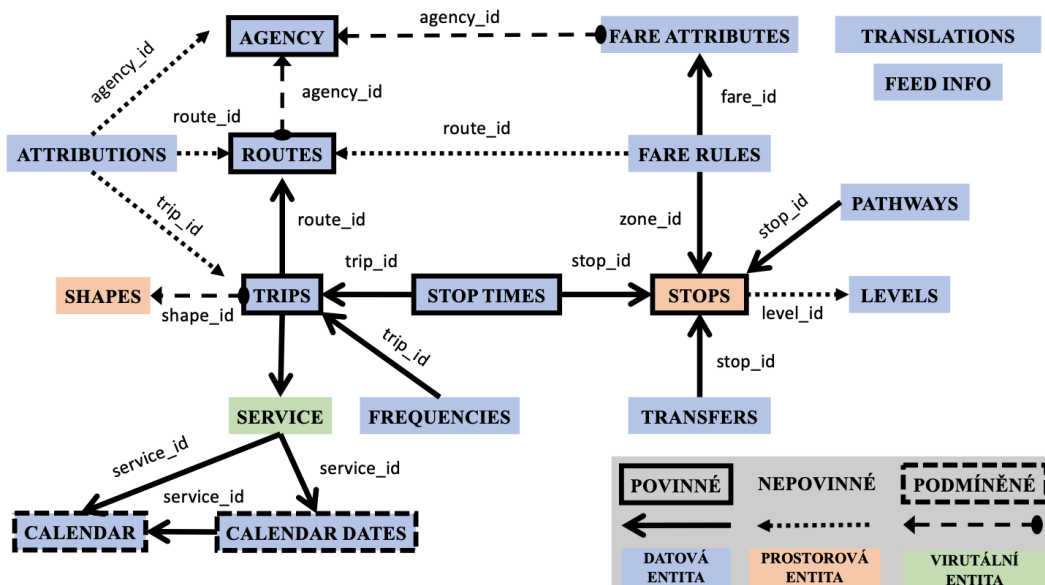 agency_id
AGENCY
FARE ATTRIBUTES
TRANSLATIONS
FEED INFO
agency_id
agency_id
fare_id
route_id
route_id
ATTRIBUTIONS
ROUTES
FARE RULES
PATHWAYS
trip_id
route_id
zone_id
stop_id
trip_id
stop_id
SHAPES
TRIPS
STOP TIMES
STOPS
LEVELS
shape_id
level_id
trip_id
stop_id
SERVICE
FREQUENCIES
TRANSFERS
service_id
service_id
service_id
CALENDAR
CALENDAR DATES
POVINNÉ
NEPOVINNÉ
PODMÍNĚNÉ
DATOVÁ
ENTITA
PROSTOROVÁ
ENTITA
VIRUTÁLNÍ
ENTITA